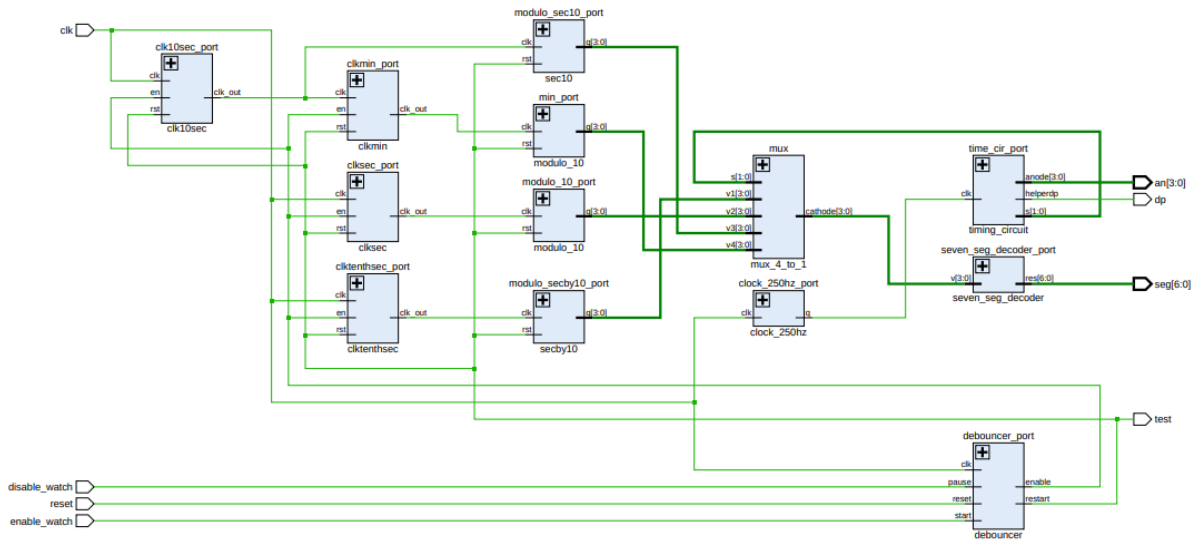 clk
clk10sec_port
clk
en
rst
clk_out
clk10sec
clkmin_port
clk
en
rst
clk_out
clkmin
clksec_port
clk
en
rst
clk_out
clksec
clktenthsec_port
clk
en
rst
clk_out
clktenthsec
modulo_sec10_port
clk
rst
q[3:0]
sec10
min_port
clk
rst
q[3:0]
modulo_10
modulo_10_port
clk
rst
q[3:0]
modulo_10
modulo_secby10_port
clk
rst
q[3:0]
secby10
mux
s[1:0]
v1[3:0]
v2[3:0]
v3[3:0]
v4[3:0]
cathode[3:0]
mux_4_to_1
clock_250hz_port
clk
q
clock_250hz
time_cir_port
clk
anode[3:0]
helperdp
s[1:0]
timing_circuit
seven_seg_decoder_port
v[3:0]
res[6:0]
seven_seg_decoder
an[3:0]
dp
seg[6:0]
test
debouncer_port
clk
pause
reset
start
enable
restart
debouncer
disable_watch
reset
enable_watch